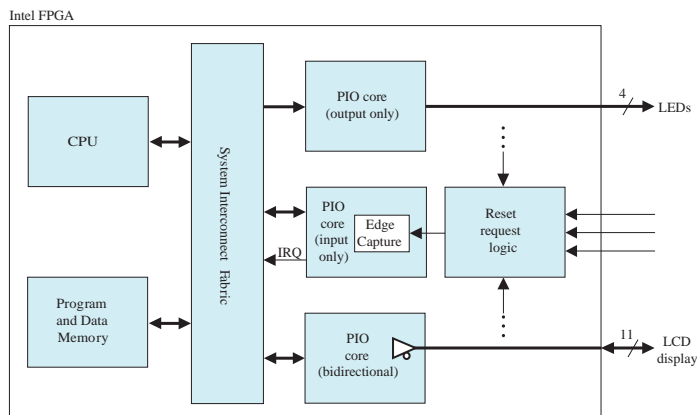 Intel FPGA
CPU
Program
and Data
Memory
System Interconnect Fabric
PIO core
(output only)
4
LEDs
PIO
core
(input
only)
Edge
Capture
IRQ
Reset
request
logic
PIO
core
(bidirectional)
11
LCD
display